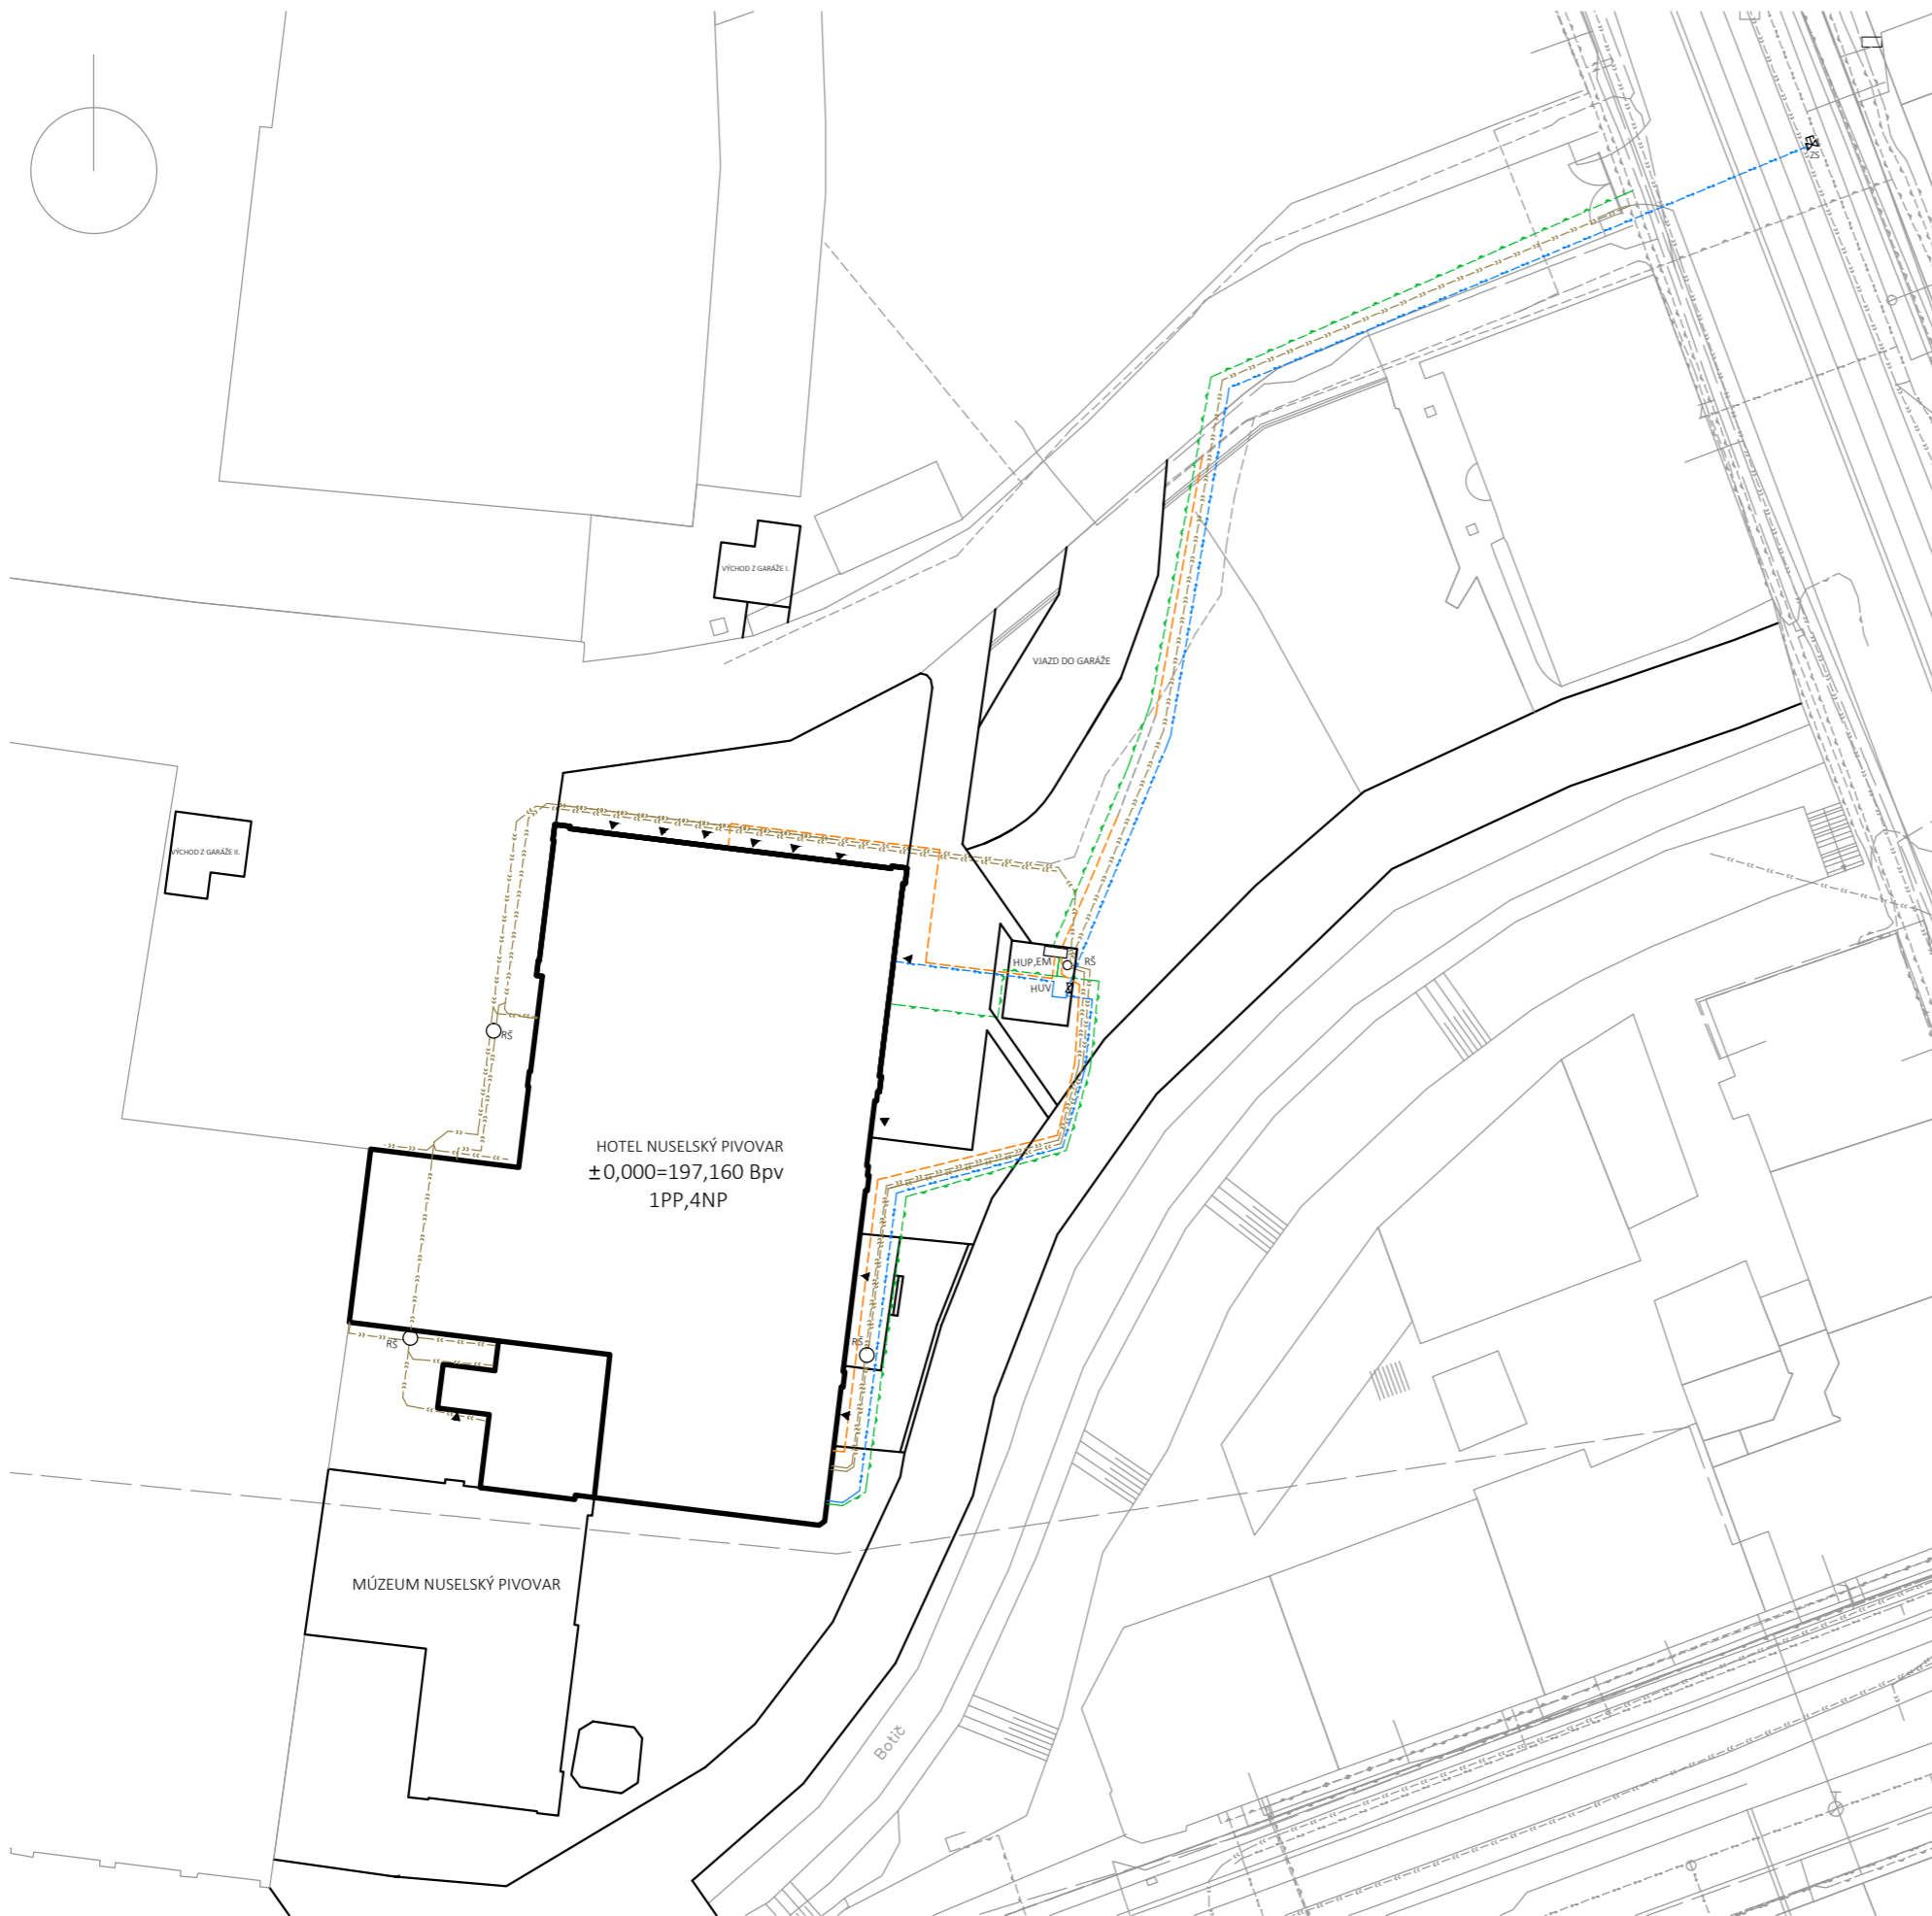 ZŠ
VÝCHOD Z GARÁŽE I.
VJAZD DO GARÁŽE
VÝCHOD Z GARÁŽE II.
HUP,EM
RŠ
HUV
RŠ
HOTEL NUSELSKÝ PIVOVAR
±0,000=197,160 Bpv
1PP,4NP
RŠ
RŠ
MÚZEUM NUSELSKÝ PIVOVAR
Botič